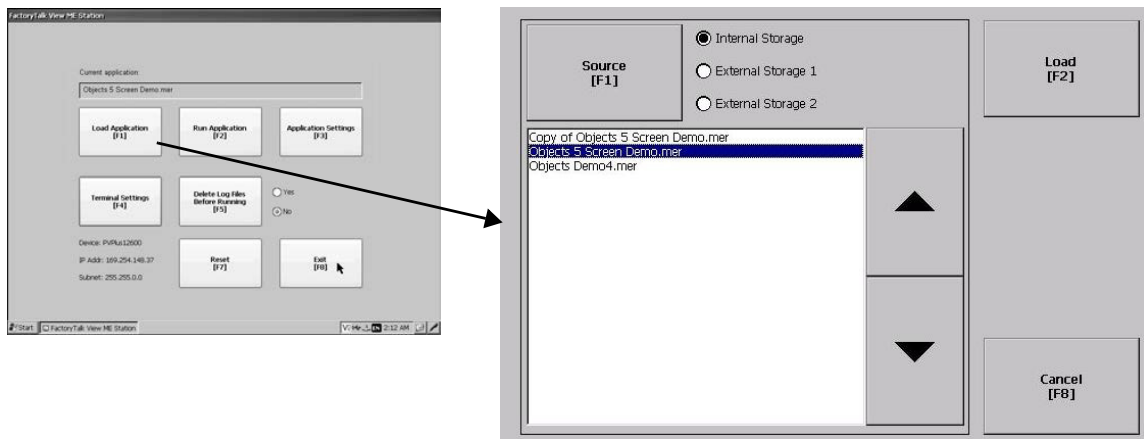 FactoryTalk View ME Station
Current application
Objects 5 Screen Demo.mer
Load Application
[F1]
Run Application
[F2]
Application Settings
[F3]
Terminal Settings
[F4]
Delete Log Files
Before Running
[F5]
Yes
No
Device: PVPlus12600
IP Addr: 169.254.148.37
Subnet: 255.255.0.0
Reset
[F7]
Exit
[F8]
Start
FactoryTalk View ME Station
EN
2:12 AM
Source
[F1]
Internal Storage
External Storage 1
External Storage 2
Load
[F2]
Copy of Objects 5 Screen Demo.mer
Objects 5 Screen Demo.mer
Objects Demo4.mer
Cancel
[F8]